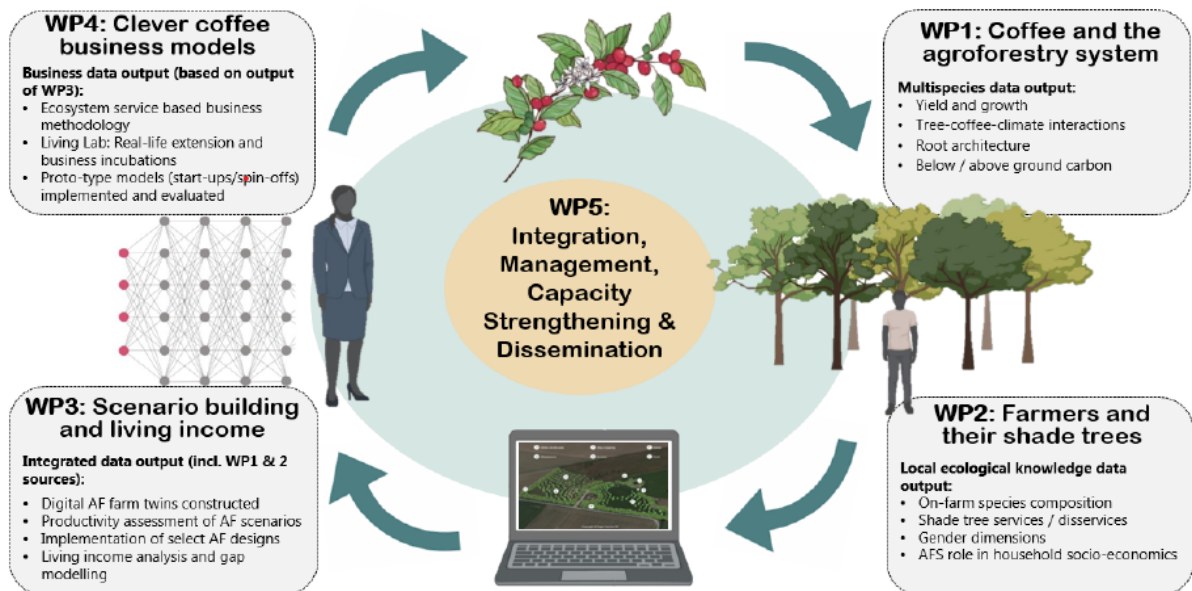 WP4: Clever coffee
business models
Business data output (based on output
of WP3):
• Ecosystem service based business
methodology
• Living Lab: Real-life extension and
business incubations
• Proto-type models (start-ups/spin-offs)
implemented and evaluated
WP1: Coffee and the
agroforestry system
Multispecies data output:
• Yield and growth
• Tree-coffee-climate interactions
• Root architecture
• Below / above ground carbon
WP5:
Integration,
Management,
Capacity
Strengthening &
Dissemination
WP3: Scenario building
and living income
Integrated data output (incl. WP1 & 2
sources):
• Digital AF farm twins constructed
• Productivity assessment of AF scenarios
• Implementation of select AF designs
• Living income analysis and gap
modelling
WP2: Farmers and
their shade trees
Local ecological knowledge data
output:
• On-farm species composition
• Shade tree services / disservices
• Gender dimensions
• AFS role in household socio-economics